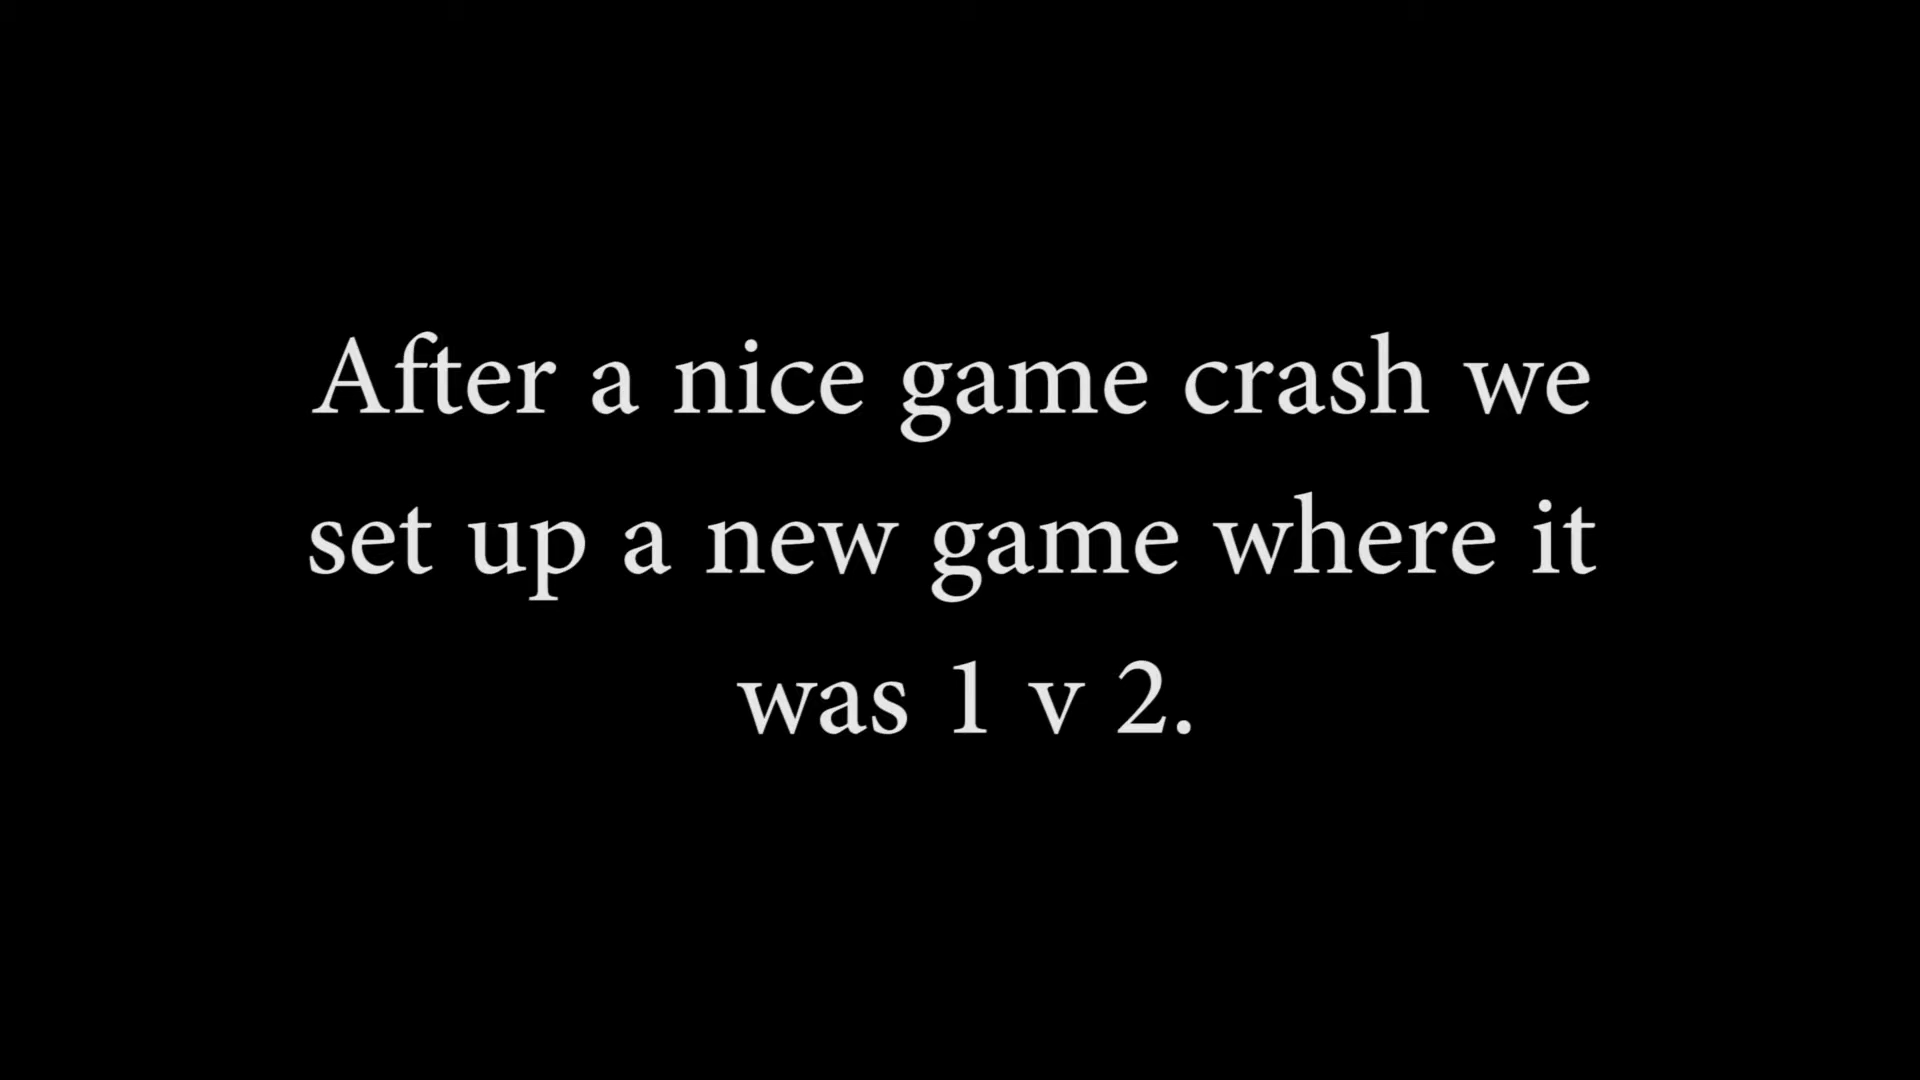 After a nice game crash we
set up a new game where it
was 1 v 2.